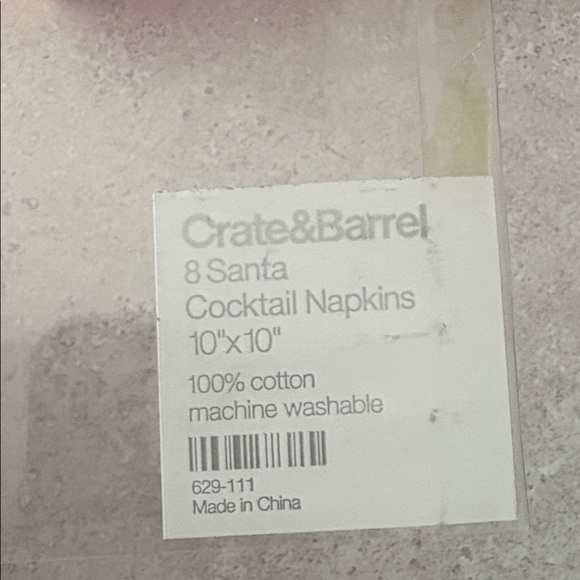 Crate&Barrel
8 Santa
Cocktail Napkins
10"x10"
100% cotton
machine washable
629-111
Made in China